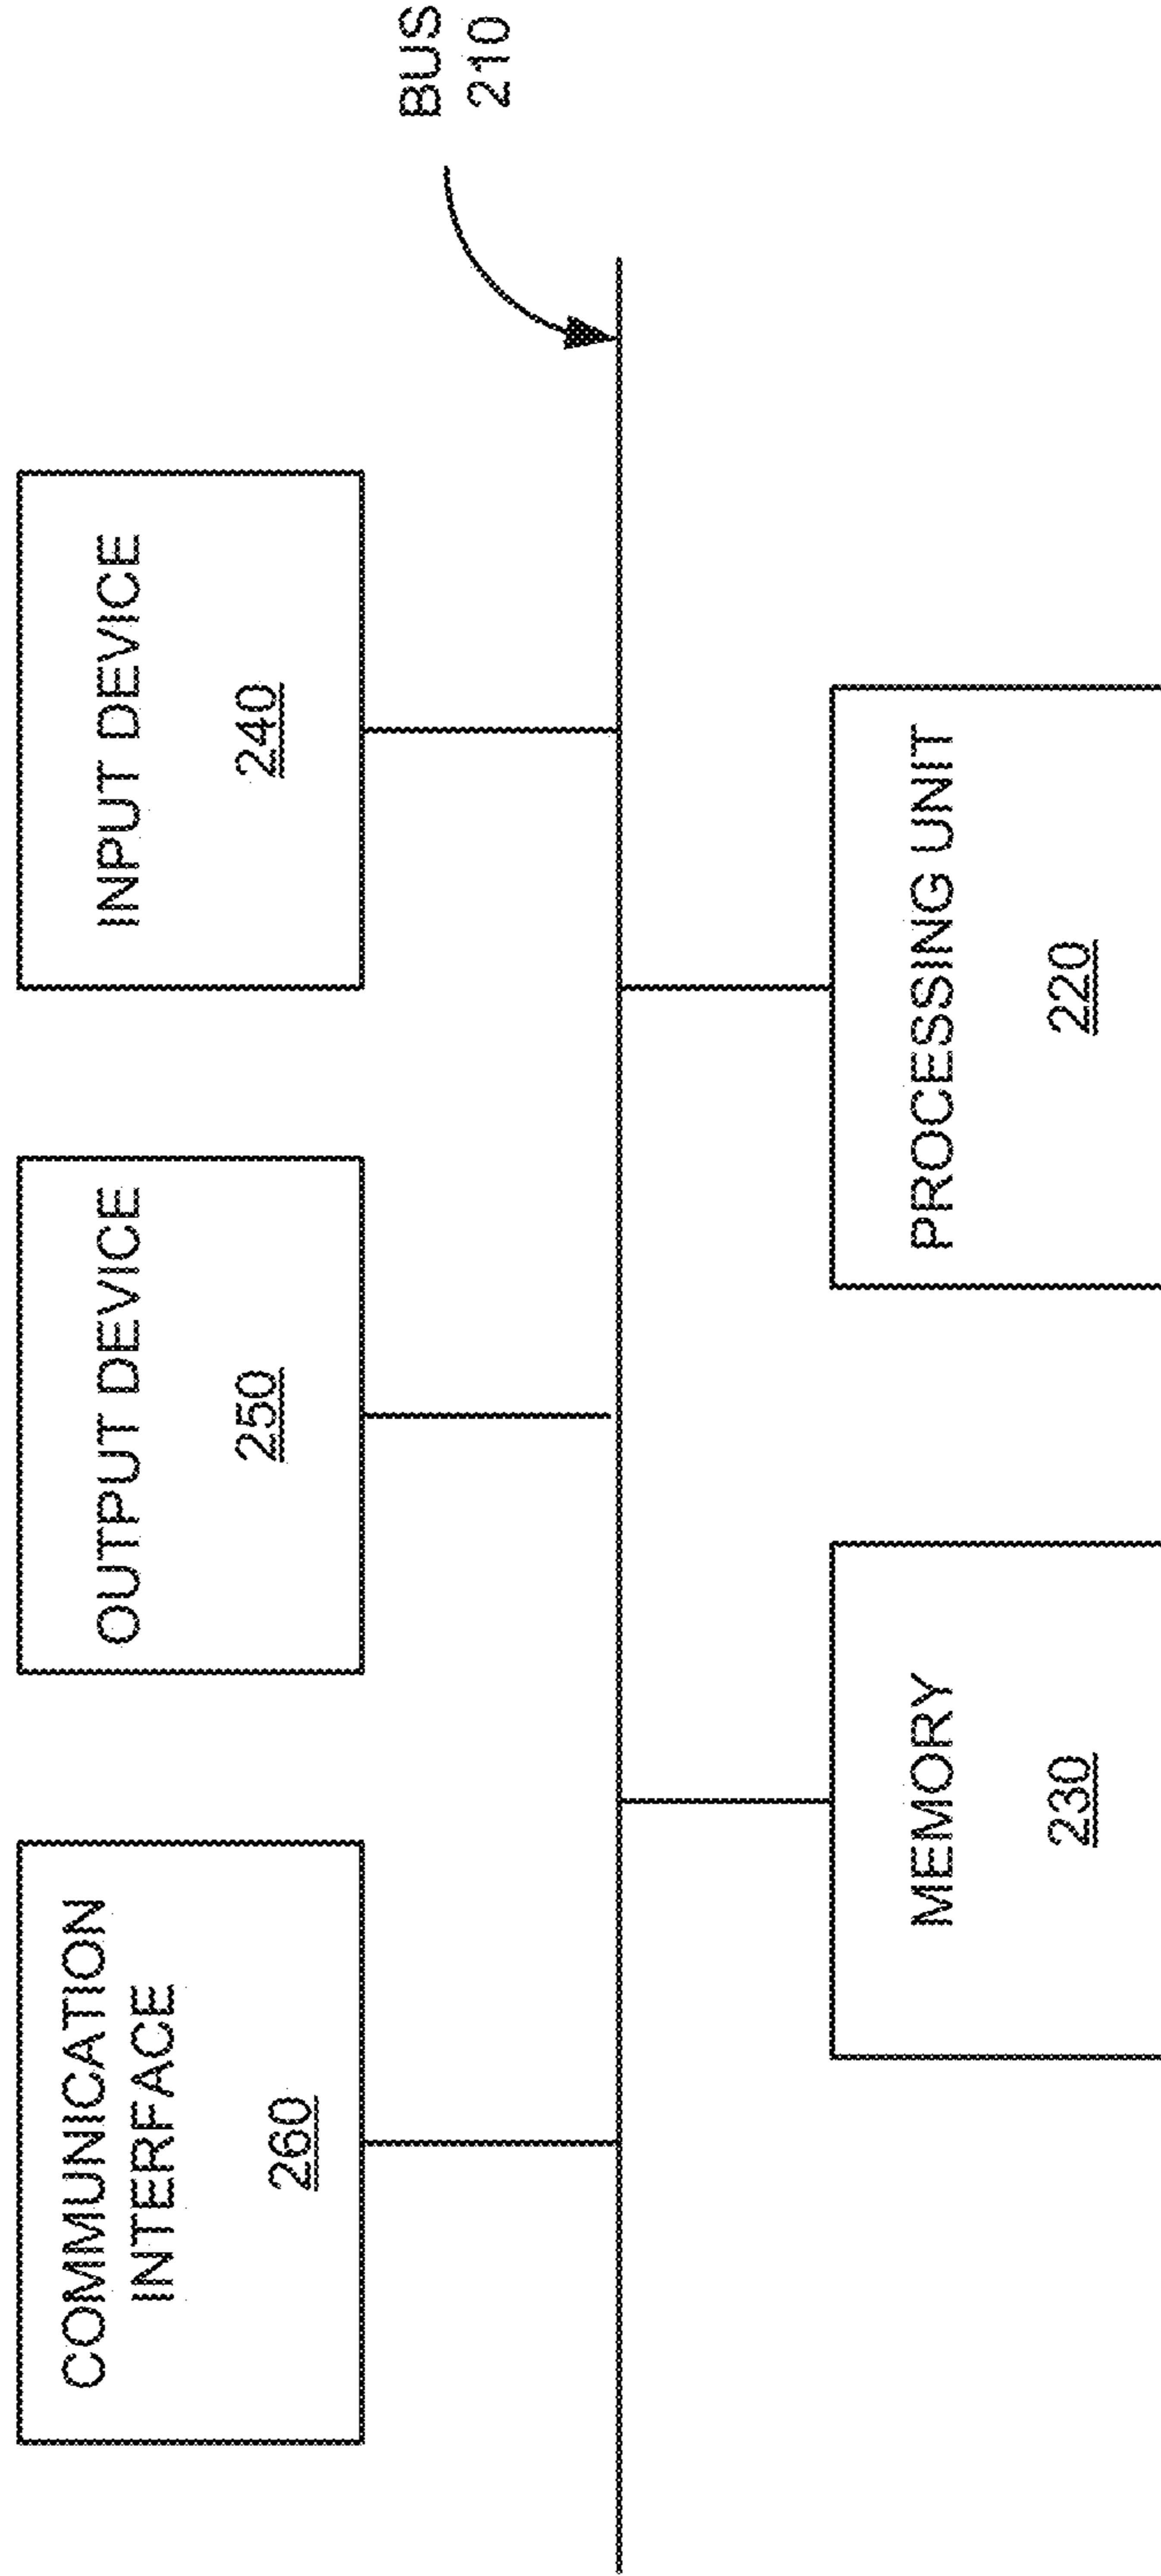 COMMUNICATION
INTERFACE
260
OUTPUT DEVICE
250
INPUT DEVICE
240
BUS
210
MEMORY
230
PROCESSING UNIT
220